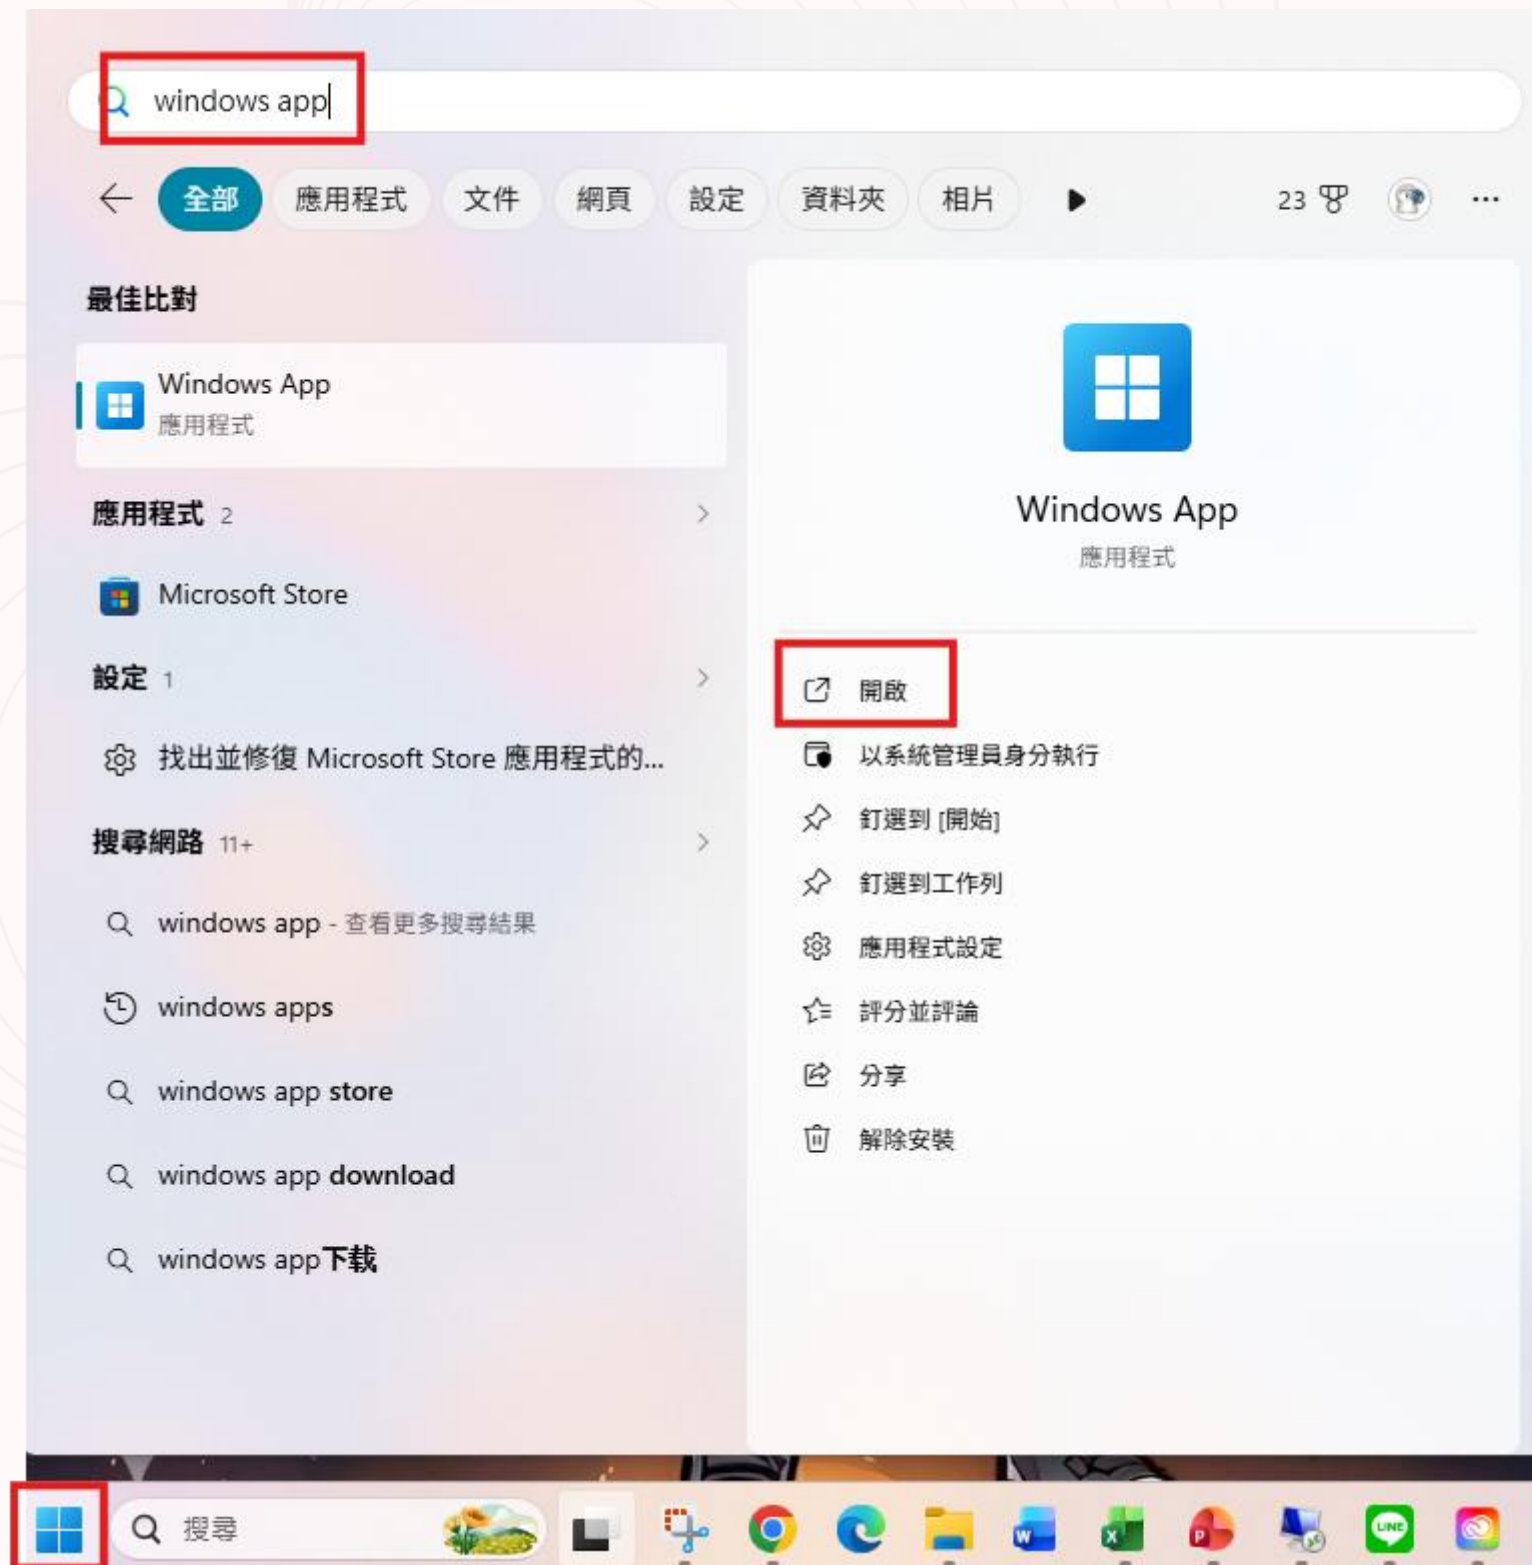 windows app
全部 應用程式 文件 網頁 設定 資料夾 相片 23
最佳比對
Windows App
應用程式
應用程式 2
Microsoft Store
設定 1
找出並修復 Microsoft Store 應用程式的...
搜尋網路 11+
windows app - 查看更多搜尋結果
windows apps
windows app store
windows app download
windows app下载
Windows App
應用程式
開啟
以系統管理員身分執行
釘選到 [開始]
釘選到工作列
應用程式設定
評分並評論
分享
解除安裝
搜尋
W
X
P
LINE